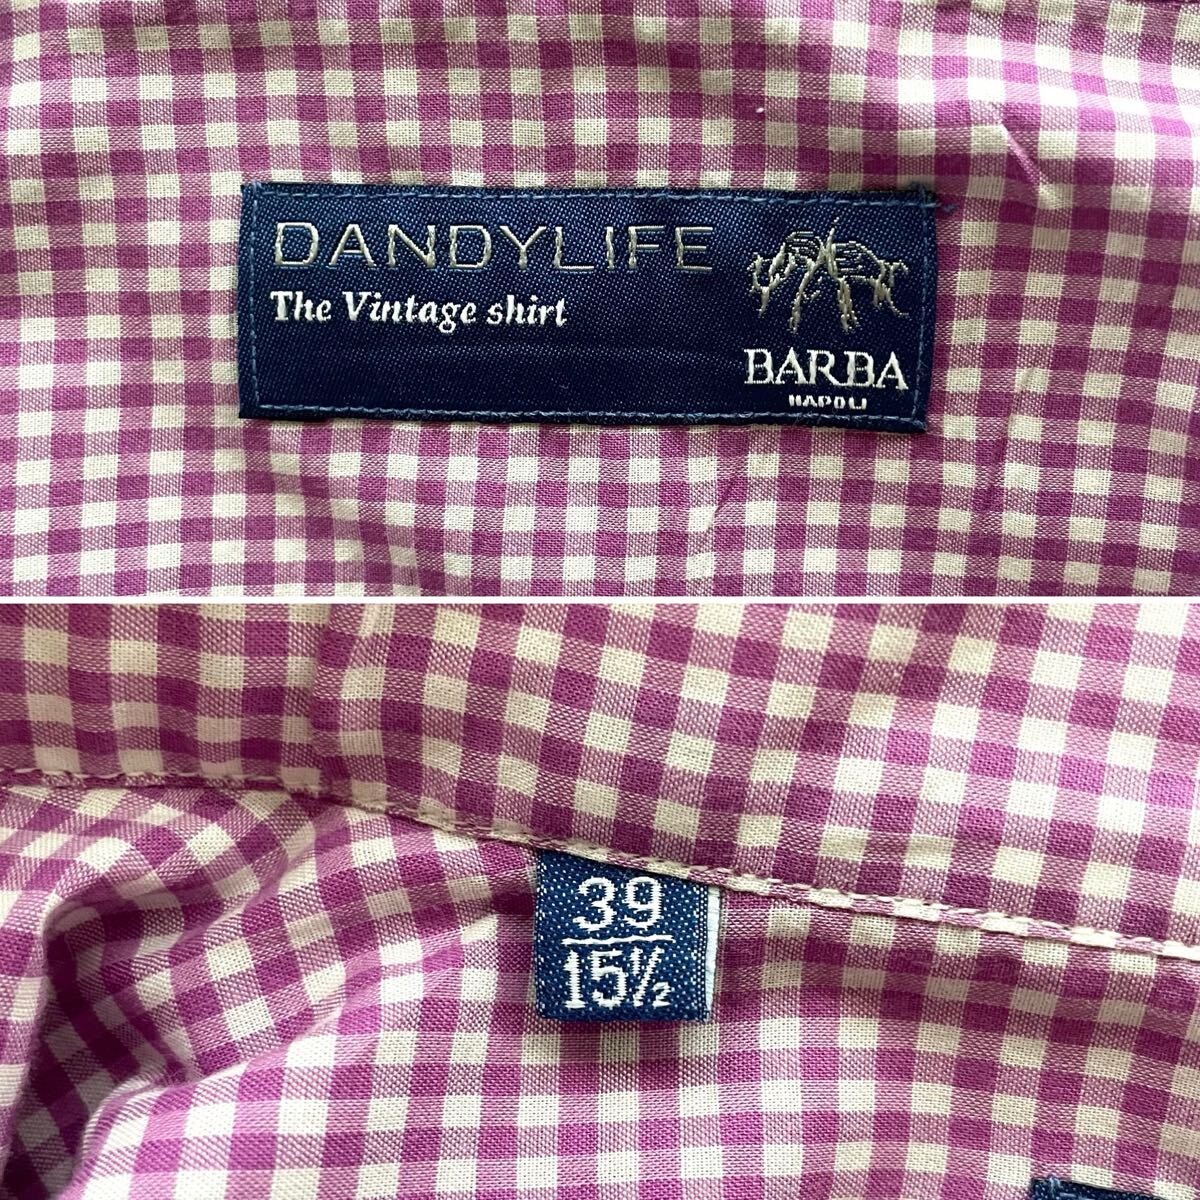 DANDYLIFE
The Vintage shirt
BARBA
NAPOLI
39
15½